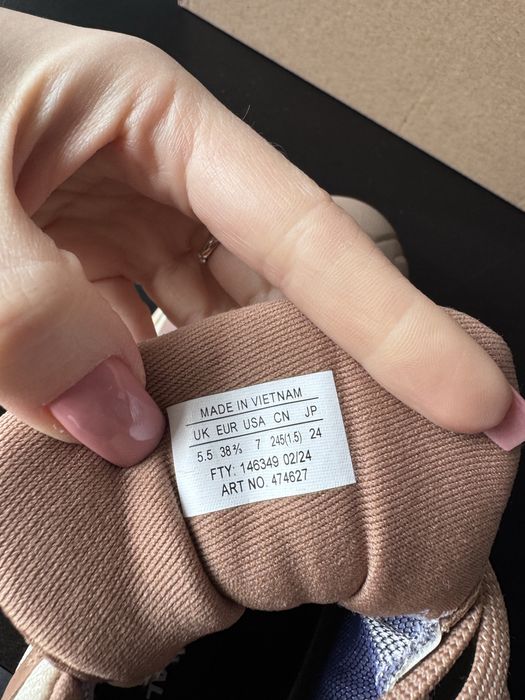 MADE IN VIETNAM
UK EUR USA CN JP
5.5 38⅔ 7 245(1.5) 24
FTY: 146349 02/24
ART NO. 474627